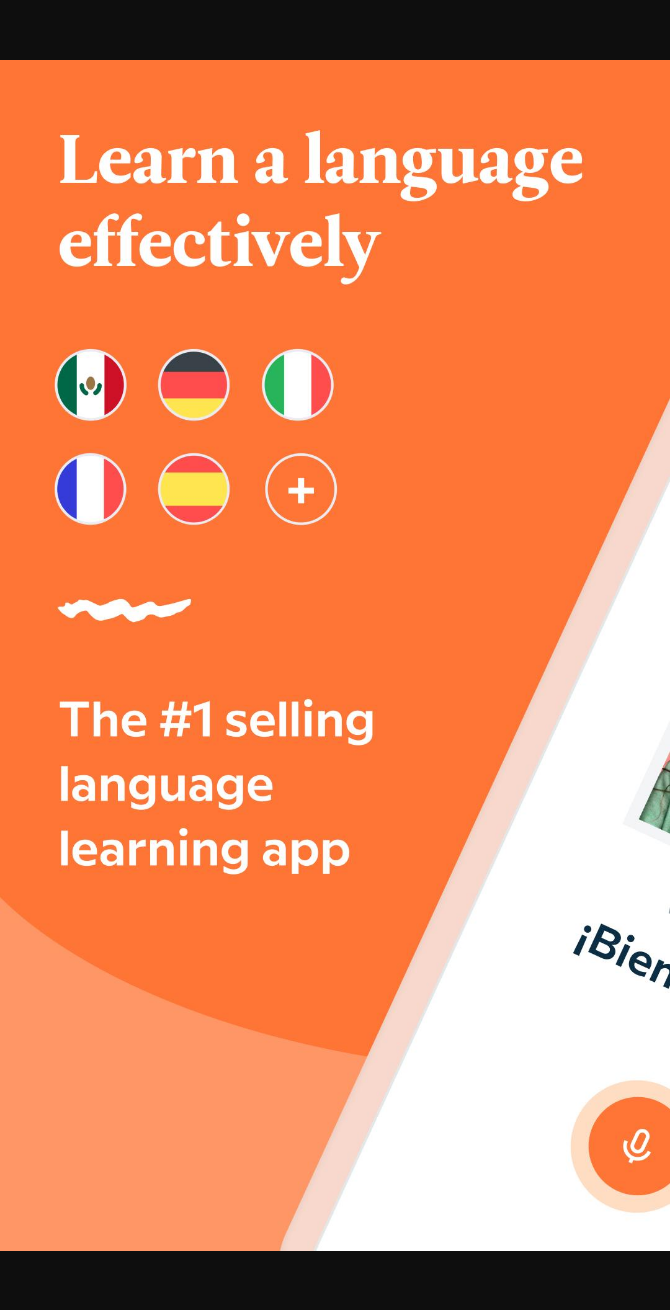 Learn a language
effectively
The #1 selling
language
learning app
¡Bien